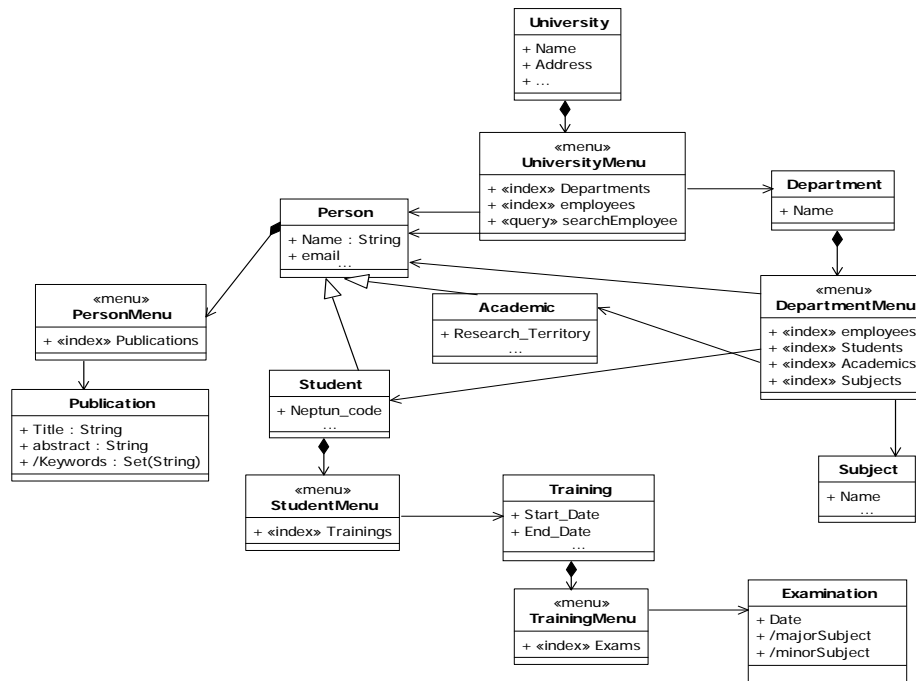 University
+ Name
+ Address
+ ...
«menu»
UniversityMenu
+ «index» Departments
+ «index» employees
+ «query» searchEmployee
Department
+ Name
Person
+ Name : String
+ email
...
«menu»
DepartmentMenu
+ «index» employees
+ «index» Students
+ «index» Academics
+ «index» Subjects
«menu»
PersonMenu
+ «index» Publications
Academic
+ Research_Territory
...
Student
+ Neptun_code
...
Publication
+ Title : String
+ abstract : String
+ /Keywords : Set(String)
Subject
+ Name
...
«menu»
StudentMenu
+ «index» Trainings
Training
+ Start_Date
+ End_Date
...
«menu»
TrainingMenu
+ «index» Exams
Examination
+ Date
+ /majorSubject
+ /minorSubject